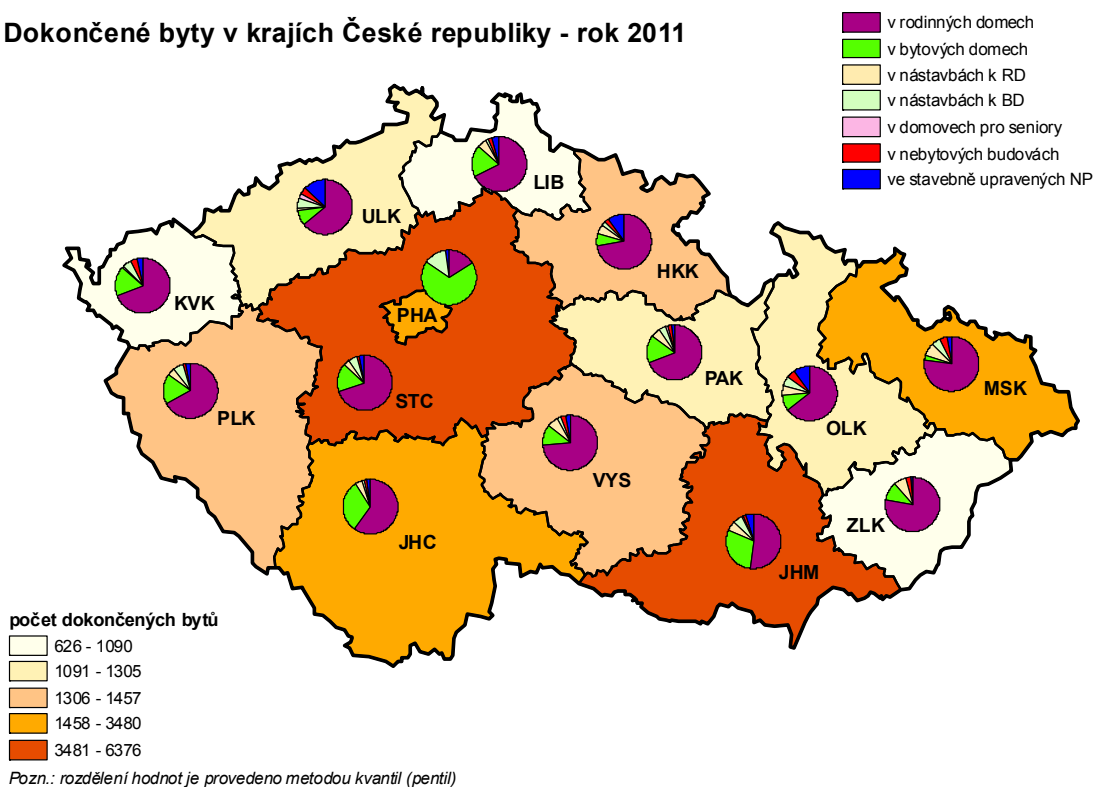 Dokončené byty v krajích České republiky - rok 2011
v rodinných domech
v bytových domech
v nástavbách k RD
v nástavbách k BD
v domovech pro seniory
v nebytových budovách
ve stavebně upravených NP
LIB
ULK
HKK
KVK
PHA
PAK
MSK
STC
PLK
OLK
VYS
ZLK
JHC
JHM
počet dokončených bytů
626 - 1090
1091 - 1305
1306 - 1457
1458 - 3480
3481 - 6376
Pozn.: rozdělení hodnot je provedeno metodou kvantil (pentil)